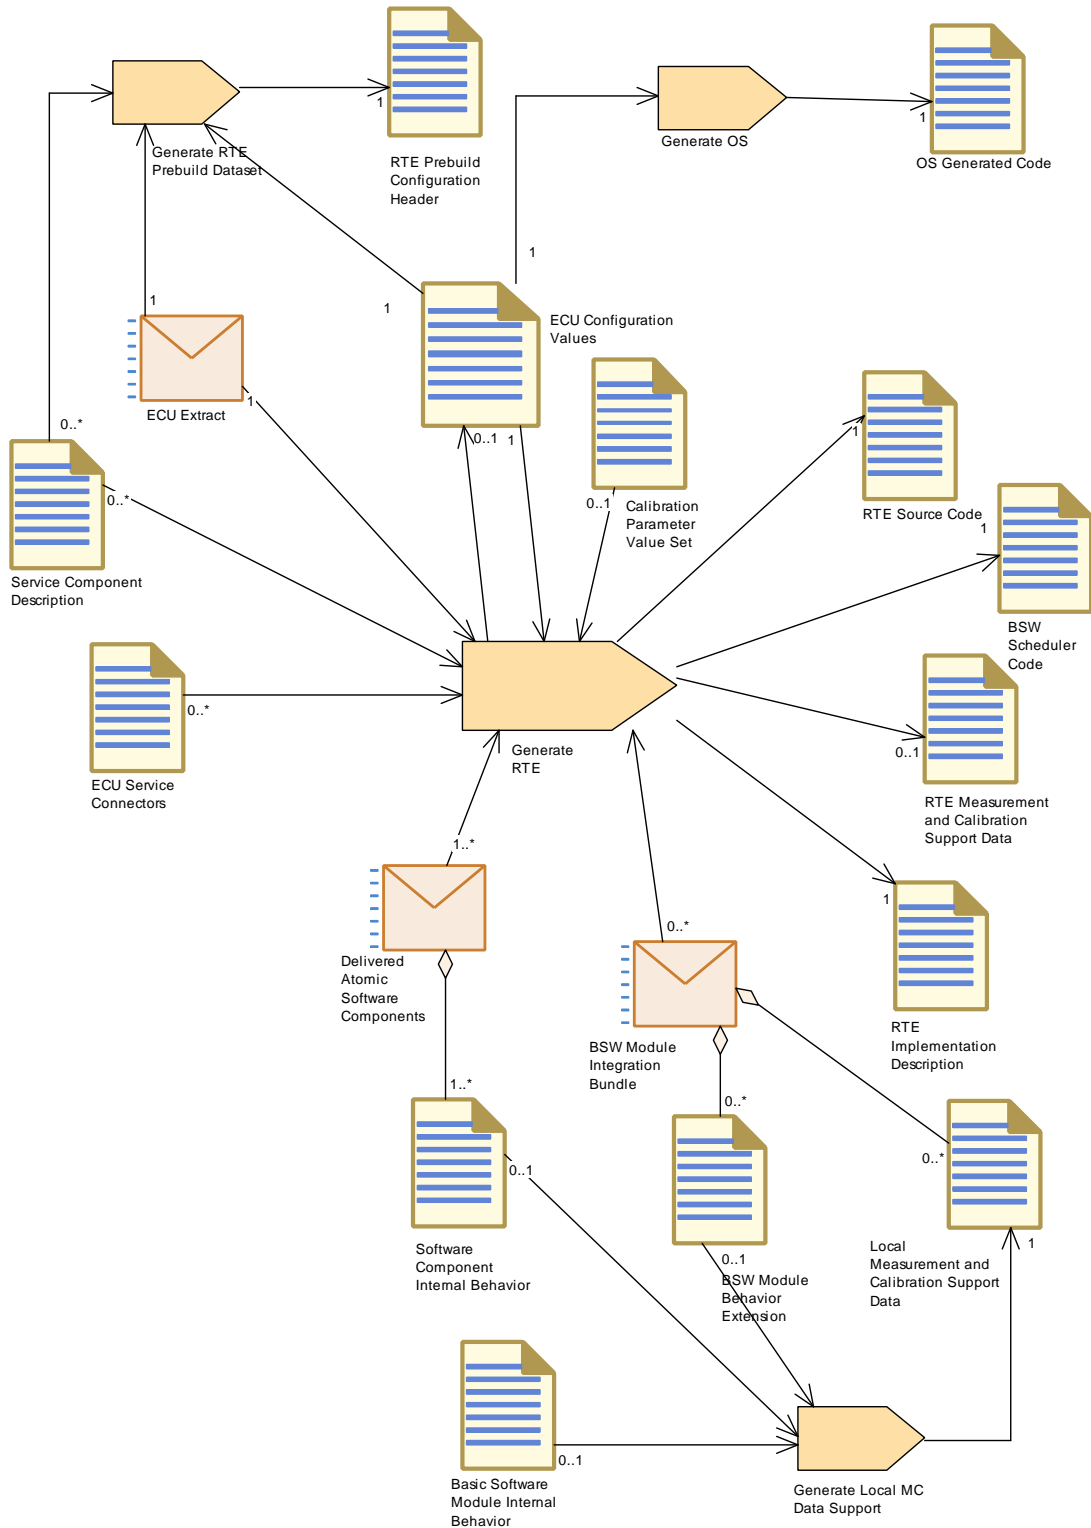 1
Generate OS
1
Generate RTE
Prebuild Dataset
RTE Prebuild
Configuration
Header
OS Generated Code
1
1
1
ECU Configuration
Values
ECU Extract
1
0..*
0..1
1
0..*
0..1
Calibration
Parameter
Value Set
1
RTE Source Code
1
Service Component
Description
BSW
Scheduler
Code
0..*
Generate
RTE
0..1
ECU Service
Connectors
RTE Measurement
and Calibration
Support Data
1..*
1
0..*
Delivered
Atomic
Software
Components
BSW Module
Integration
Bundle
RTE
Implementation
Description
1..*
0..*
0..1
0..*
Software
Component
Internal Behavior
0..1
BSW Module
Behavior
Extension
Local
Measurement and
Calibration Support
Data
1
0..1
Basic Software
Module Internal
Behavior
Generate Local MC
Data Support